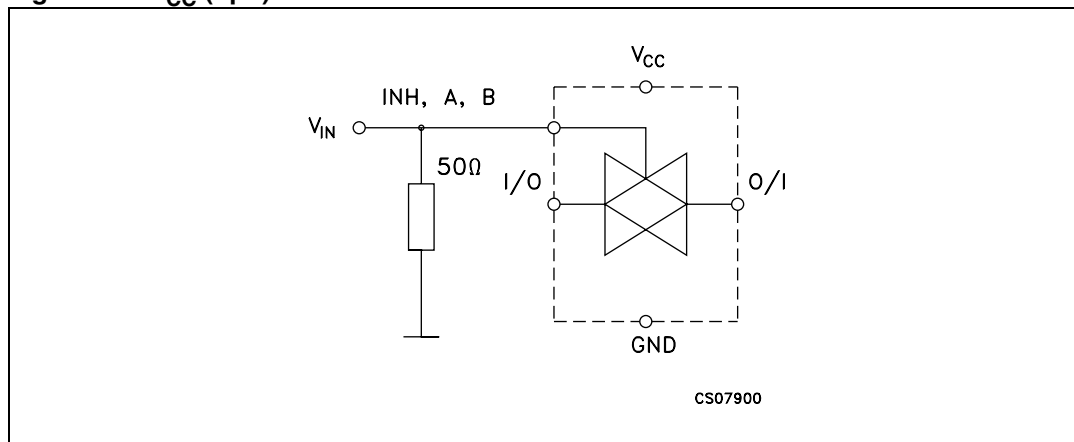 V_CC
INH, A, B
V_IN
50Ω
I/O
O/I
GND
CS07900